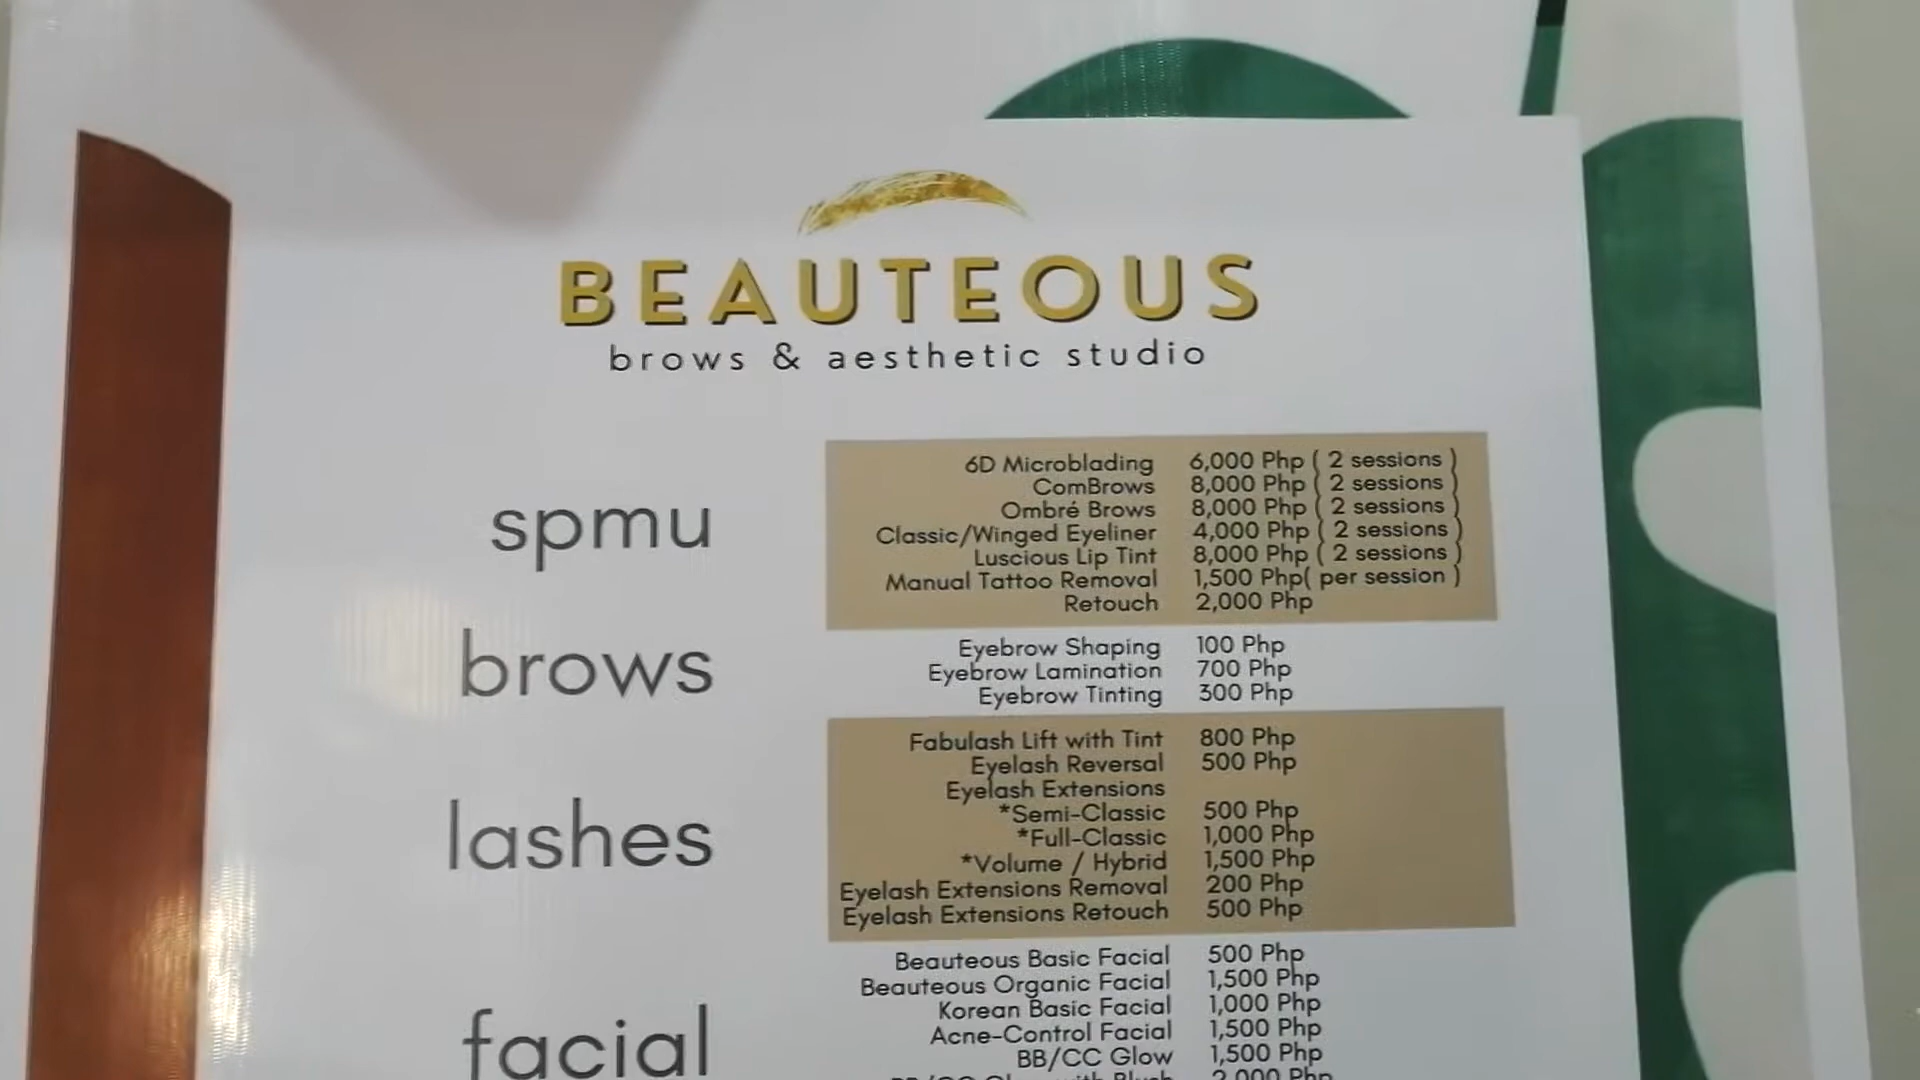 BEAUTEOUS
brows & aesthetic studio
spmu
6D Microblading 6,000 Php ( 2 sessions )
ComBrows 8,000 Php ( 2 sessions )
Ombré Brows 8,000 Php ( 2 sessions )
Classic/Winged Eyeliner 4,000 Php ( 2 sessions )
Luscious Lip Tint 8,000 Php ( 2 sessions )
Manual Tattoo Removal 1,500 Php( per session )
Retouch 2,000 Php
brows
Eyebrow Shaping 100 Php
Eyebrow Lamination 700 Php
Eyebrow Tinting 300 Php
lashes
Fabulash Lift with Tint 800 Php
Eyelash Reversal 500 Php
Eyelash Extensions
*Semi-Classic 500 Php
*Full-Classic 1,000 Php
*Volume / Hybrid 1,500 Php
Eyelash Extensions Removal 200 Php
Eyelash Extensions Retouch 500 Php
facial
Beauteous Basic Facial 500 Php
Beauteous Organic Facial 1,500 Php
Korean Basic Facial 1,000 Php
Acne-Control Facial 1,500 Php
BB/CC Glow 1,500 Php